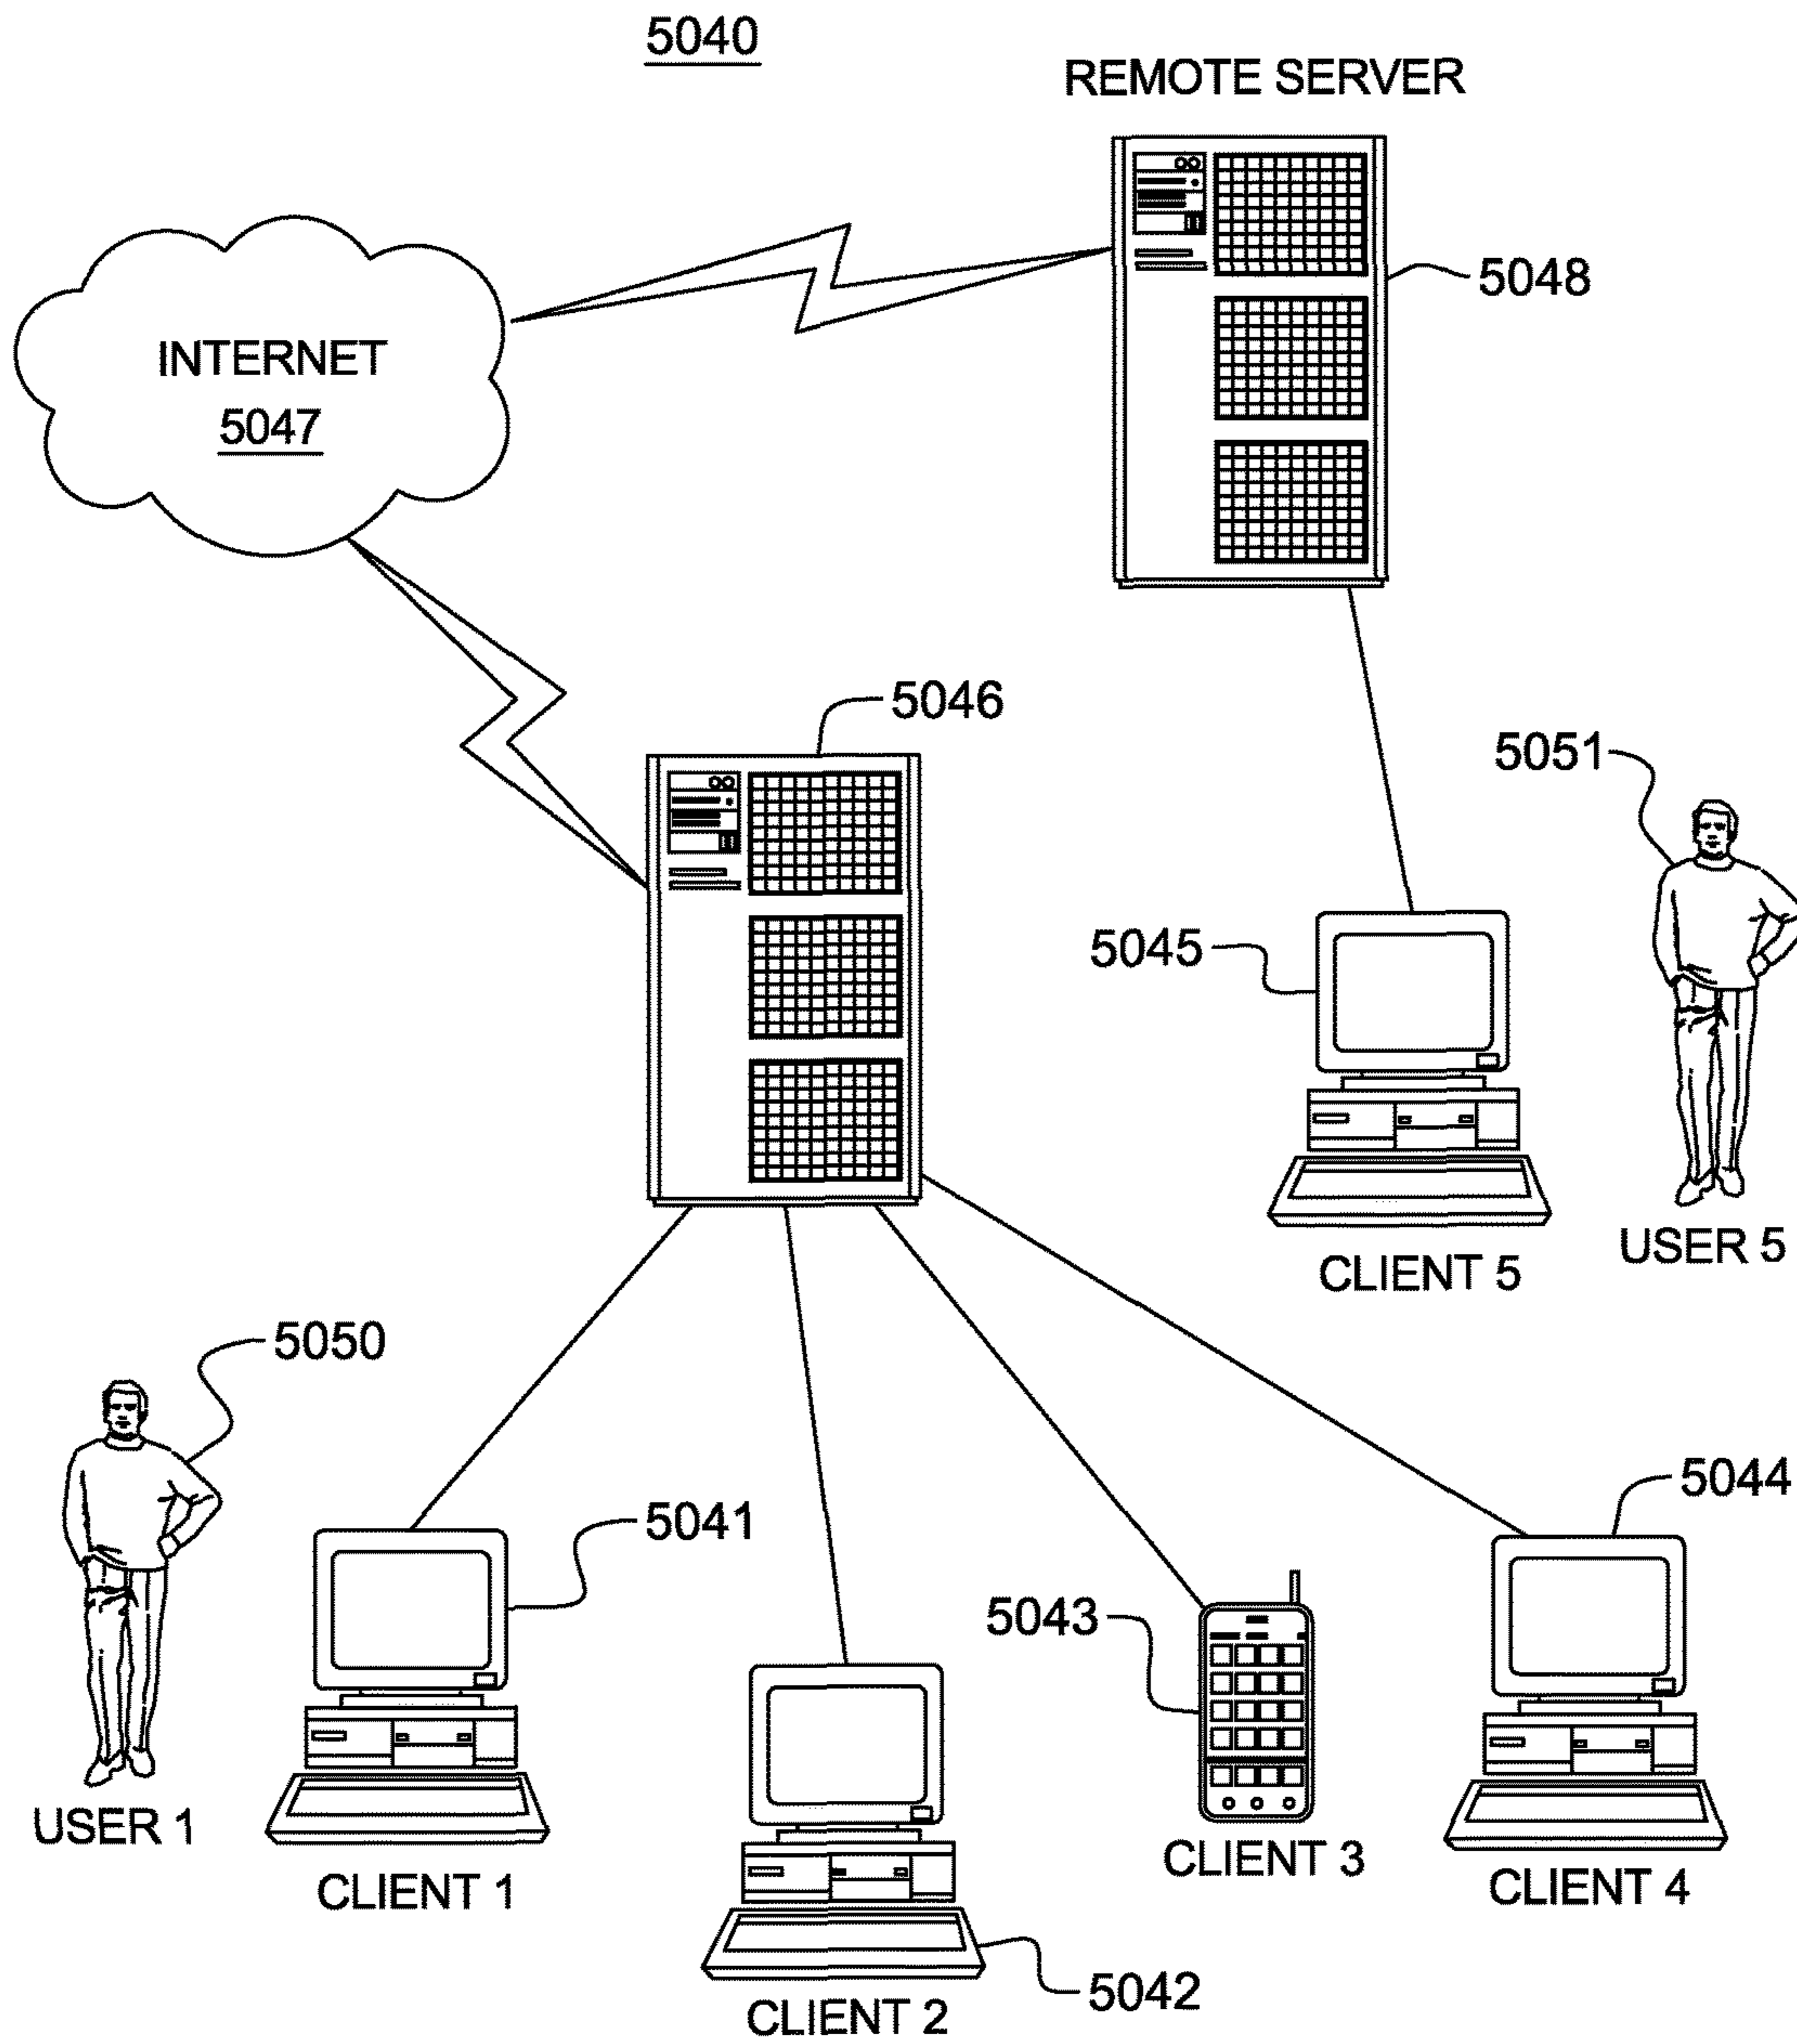 5040
REMOTE SERVER
5048
INTERNET
5047
5046
5051
5045
USER 5
CLIENT 5
5050
5044
5041
5043
USER 1
CLIENT 1
CLIENT 3
CLIENT 4
5042
CLIENT 2